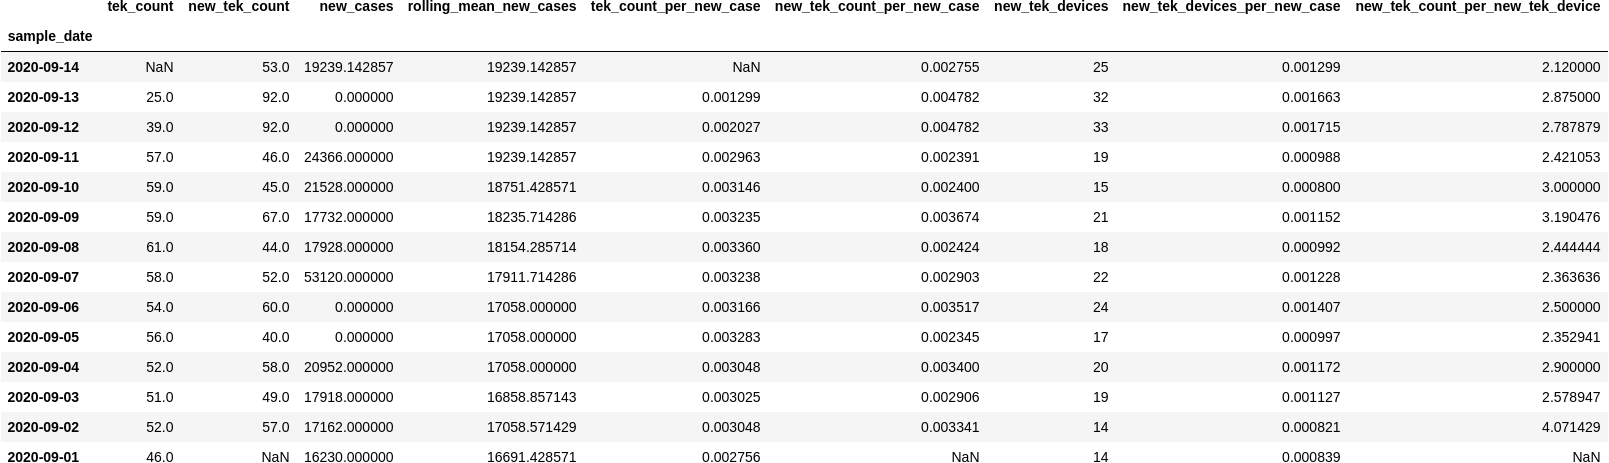 tek_count new_tek_count new_cases rolling_mean_new_cases tek_count_per_new_case new_tek_count_per_new_case new_tek_devices new_tek_devices_per_new_case new_tek_count_per_new_tek_device
sample_date
2020-09-14 NaN 53.0 19239.142857 19239.142857 NaN 0.002755 25 0.001299 2.120000
2020-09-13 25.0 92.0 0.000000 19239.142857 0.001299 0.004782 32 0.001663 2.875000
2020-09-12 39.0 92.0 0.000000 19239.142857 0.002027 0.004782 33 0.001715 2.787879
2020-09-11 57.0 46.0 24366.000000 19239.142857 0.002963 0.002391 19 0.000988 2.421053
2020-09-10 59.0 45.0 21528.000000 18751.428571 0.003146 0.002400 15 0.000800 3.000000
2020-09-09 59.0 67.0 17732.000000 18235.714286 0.003235 0.003674 21 0.001152 3.190476
2020-09-08 61.0 44.0 17928.000000 18154.285714 0.003360 0.002424 18 0.000992 2.444444
2020-09-07 58.0 52.0 53120.000000 17911.714286 0.003238 0.002903 22 0.001228 2.363636
2020-09-06 54.0 60.0 0.000000 17058.000000 0.003166 0.003517 24 0.001407 2.500000
2020-09-05 56.0 40.0 0.000000 17058.000000 0.003283 0.002345 17 0.000997 2.352941
2020-09-04 52.0 58.0 20952.000000 17058.000000 0.003048 0.003400 20 0.001172 2.900000
2020-09-03 51.0 49.0 17918.000000 16858.857143 0.003025 0.002906 19 0.001127 2.578947
2020-09-02 52.0 57.0 17162.000000 17058.571429 0.003048 0.003341 14 0.000821 4.071429
2020-09-01 46.0 NaN 16230.000000 16691.428571 0.002756 NaN 14 0.000839 NaN